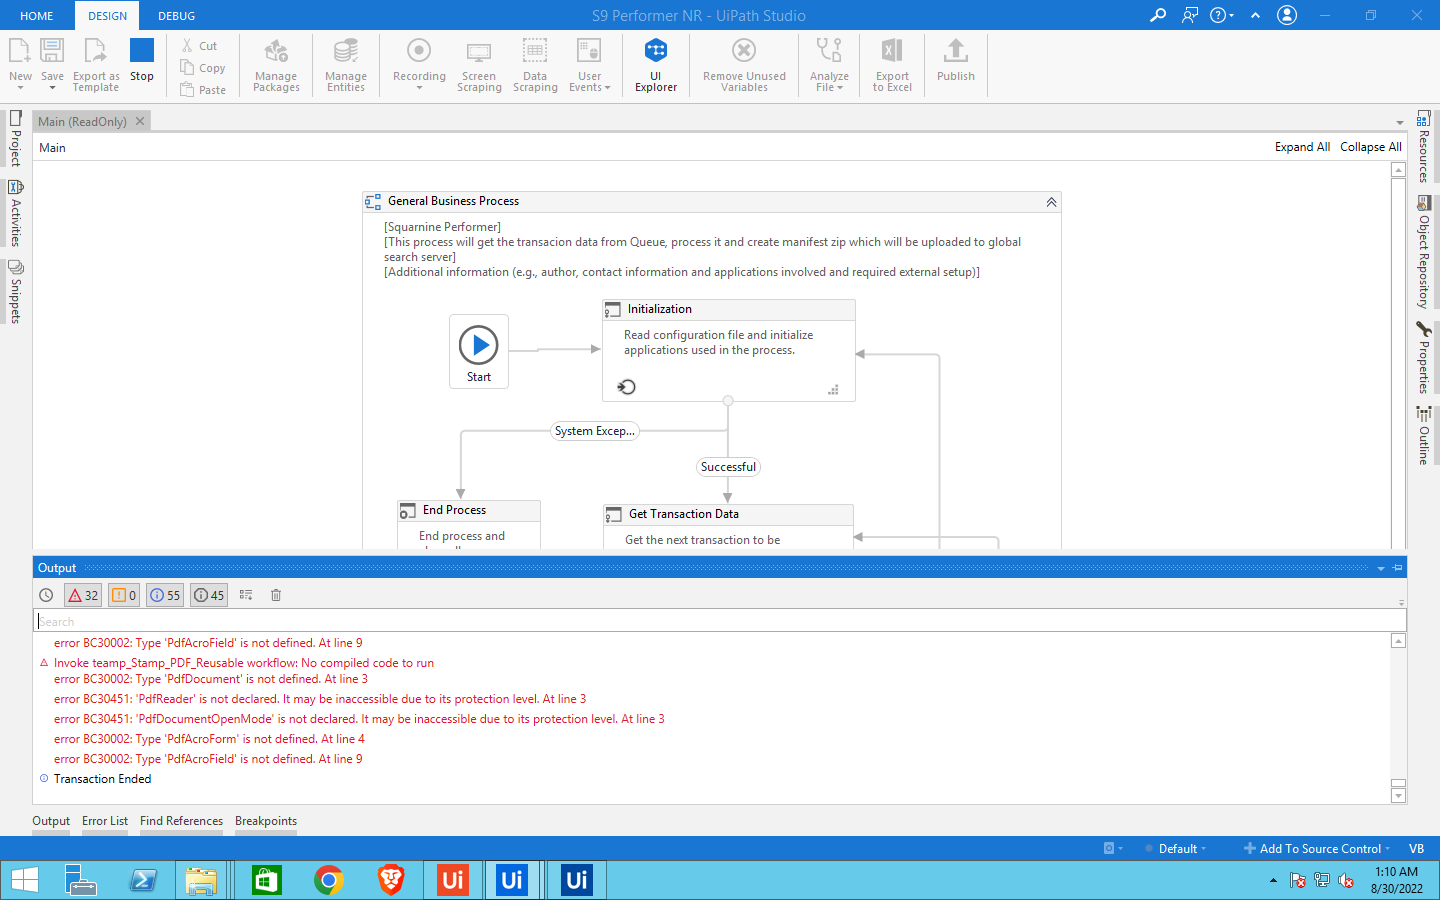 HOME
DESIGN
DEBUG
S9 Performer NR - UiPath Studio
New
Save
Export as Template
Stop
Cut
Copy
Paste
Manage Packages
Manage Entities
Recording
Screen Scraping
Data Scraping
User Events
UI Explorer
Remove Unused Variables
Analyze File
Export to Excel
Publish
Project
Activities
Snippets
Main (ReadOnly)
Main
Expand All
Collapse All
Resources
Object Repository
Properties
Outline
General Business Process
[Squarnine Performer]
[This process will get the transacion data from Queue, process it and create manifest zip which will be uploaded to global
search server]
[Additional information (e.g., author, contact information and applications involved and required external setup)]
Start
Initialization
Read configuration file and initialize
applications used in the process.
System Excep...
Successful
End Process
End process and
Get Transaction Data
Get the next transaction to be
Output
32
0
55
45
Search
error BC30002: Type 'PdfAcroField' is not defined. At line 9
Invoke teamp_Stamp_PDF_Reusable workflow: No compiled code to run
error BC30002: Type 'PdfDocument' is not defined. At line 3
error BC30451: 'PdfReader' is not declared. It may be inaccessible due to its protection level. At line 3
error BC30451: 'PdfDocumentOpenMode' is not declared. It may be inaccessible due to its protection level. At line 3
error BC30002: Type 'PdfAcroForm' is not defined. At line 4
error BC30002: Type 'PdfAcroField' is not defined. At line 9
Transaction Ended
Output
Error List
Find References
Breakpoints
Default
Add To Source Control
VB
Ui
Ui
Ui
1:10 AM
8/30/2022